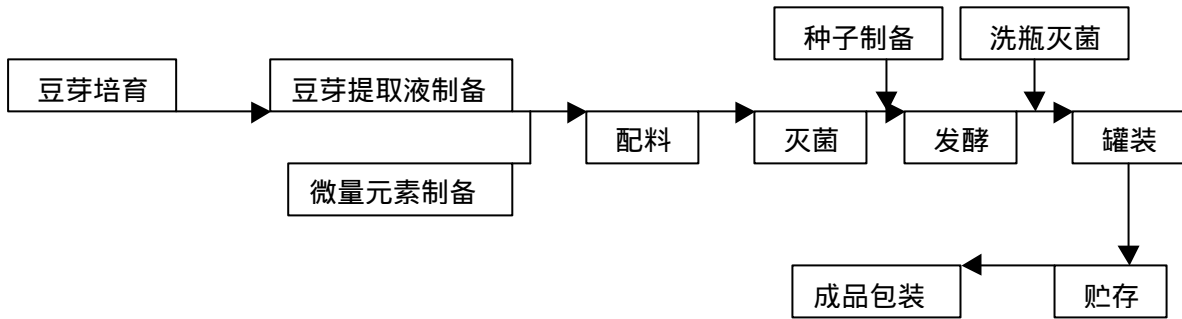 种子制备
洗瓶灭菌
豆芽培育
豆芽提取液制备
配料
灭菌
发酵
罐装
微量元素制备
成品包装
贮存